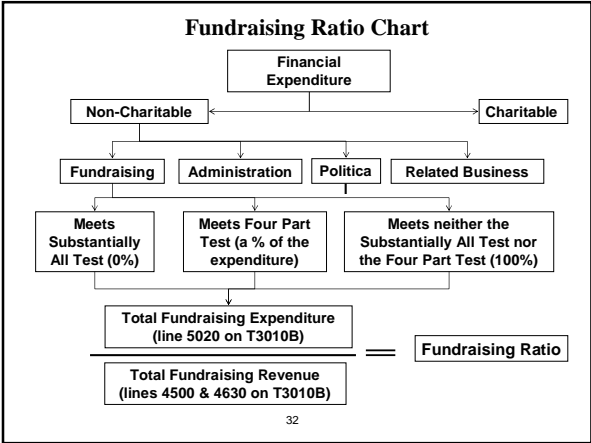 Fundraising Ratio Chart
Financial
Expenditure
Non-Charitable
Charitable
Fundraising
Administration
Politica
Related Business
Meets
Substantially
All Test (0%)
Meets Four Part
Test (a % of the
expenditure)
Meets neither the
Substantially All Test nor
the Four Part Test (100%)
Total Fundraising Expenditure
(line 5020 on T3010B)
=
Fundraising Ratio
Total Fundraising Revenue
(lines 4500 & 4630 on T3010B)
32